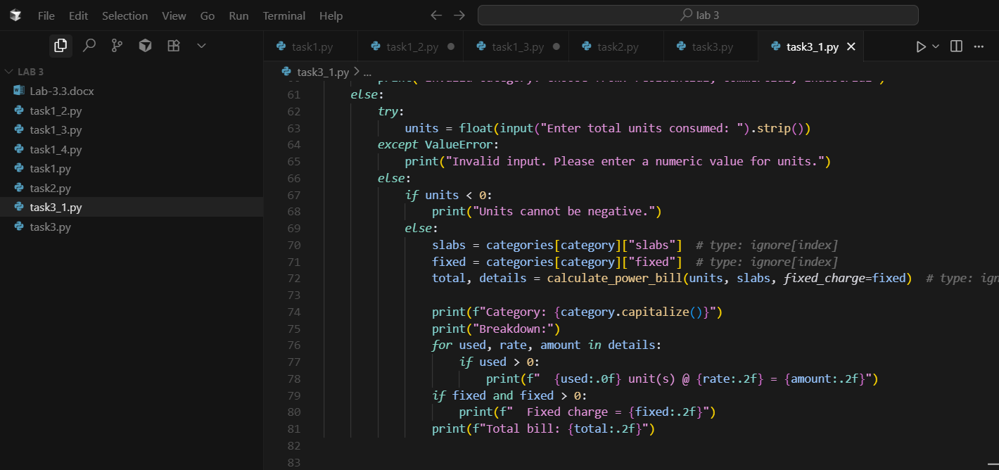 File Edit Selection View Go Run Terminal Help
lab 3
task1.py
task1_2.py
task1_3.py
task2.py
task3.py
task3_1.py
LAB 3
Lab-3.3.docx
task1_2.py
task1_3.py
task1_4.py
task1.py
task2.py
task3_1.py
task3.py
task3_1.py > ...
61 else:
62 try:
63 units = float(input("Enter total units consumed: ").strip())
64 except ValueError:
65 print("Invalid input. Please enter a numeric value for units.")
66 else:
67 if units < 0:
68 print("Units cannot be negative.")
69 else:
70 slabs = categories[category]["slabs"]  # type: ignore[index]
71 fixed = categories[category]["fixed"]  # type: ignore[index]
72 total, details = calculate_power_bill(units, slabs, fixed_charge=fixed)  # type: ign
73
74 print(f"Category: {category.capitalize()}")
75 print("Breakdown:")
76 for used, rate, amount in details:
77 if used > 0:
78 print(f"  {used:.0f} unit(s) @ {rate:.2f} = {amount:.2f}")
79 if fixed and fixed > 0:
80 print(f"  Fixed charge = {fixed:.2f}")
81 print(f"Total bill: {total:.2f}")
82
83